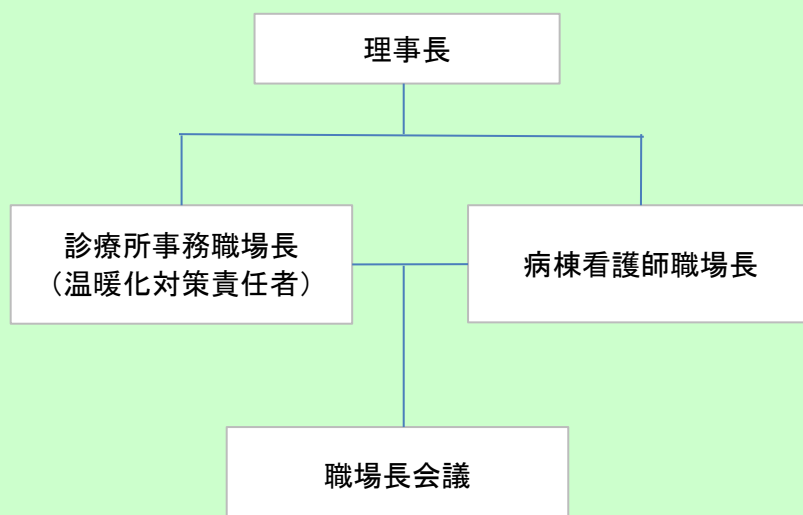 理事長
診療所事務職場長
（温暖化対策責任者）
病棟看護師職場長
職場長会議